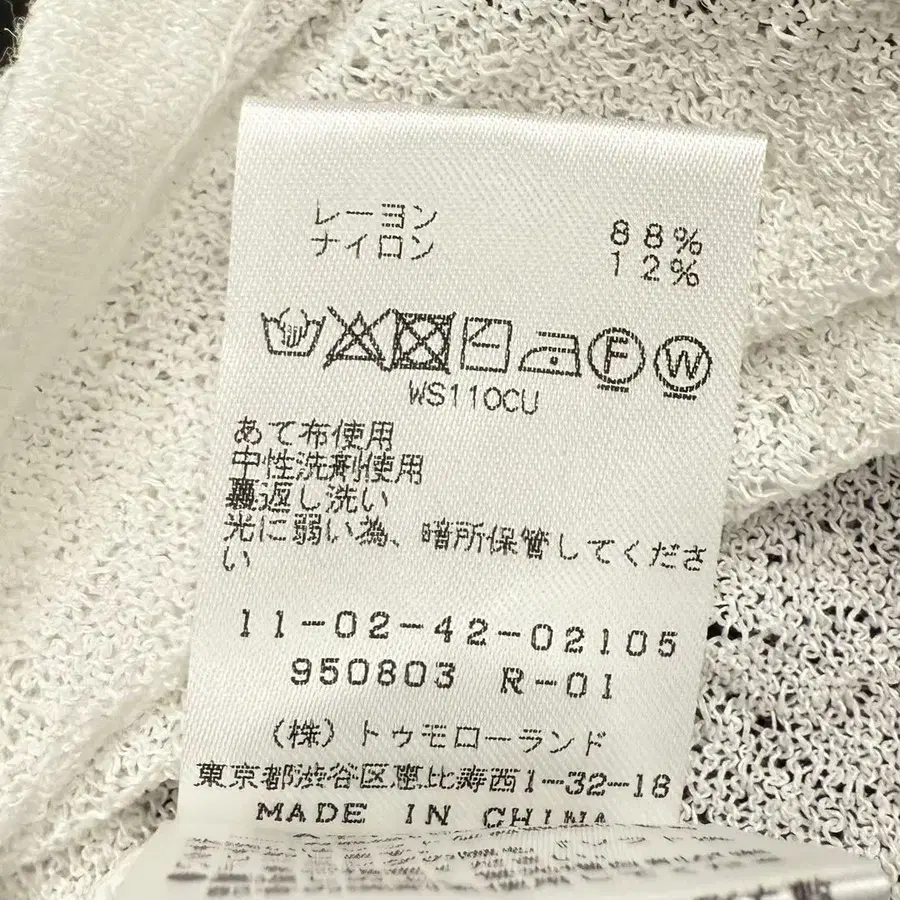 レーヨン 88%
ナイロン 12%
F W
WS110CU
あて布使用
中性洗剤使用
裏返し洗い
光に弱い為、暗所保管してくださ
い
11-02-42-02105
950803 R-01
(株)トゥモローランド
東京都渋谷区恵比寿西1-32-18
MADE IN CHINA